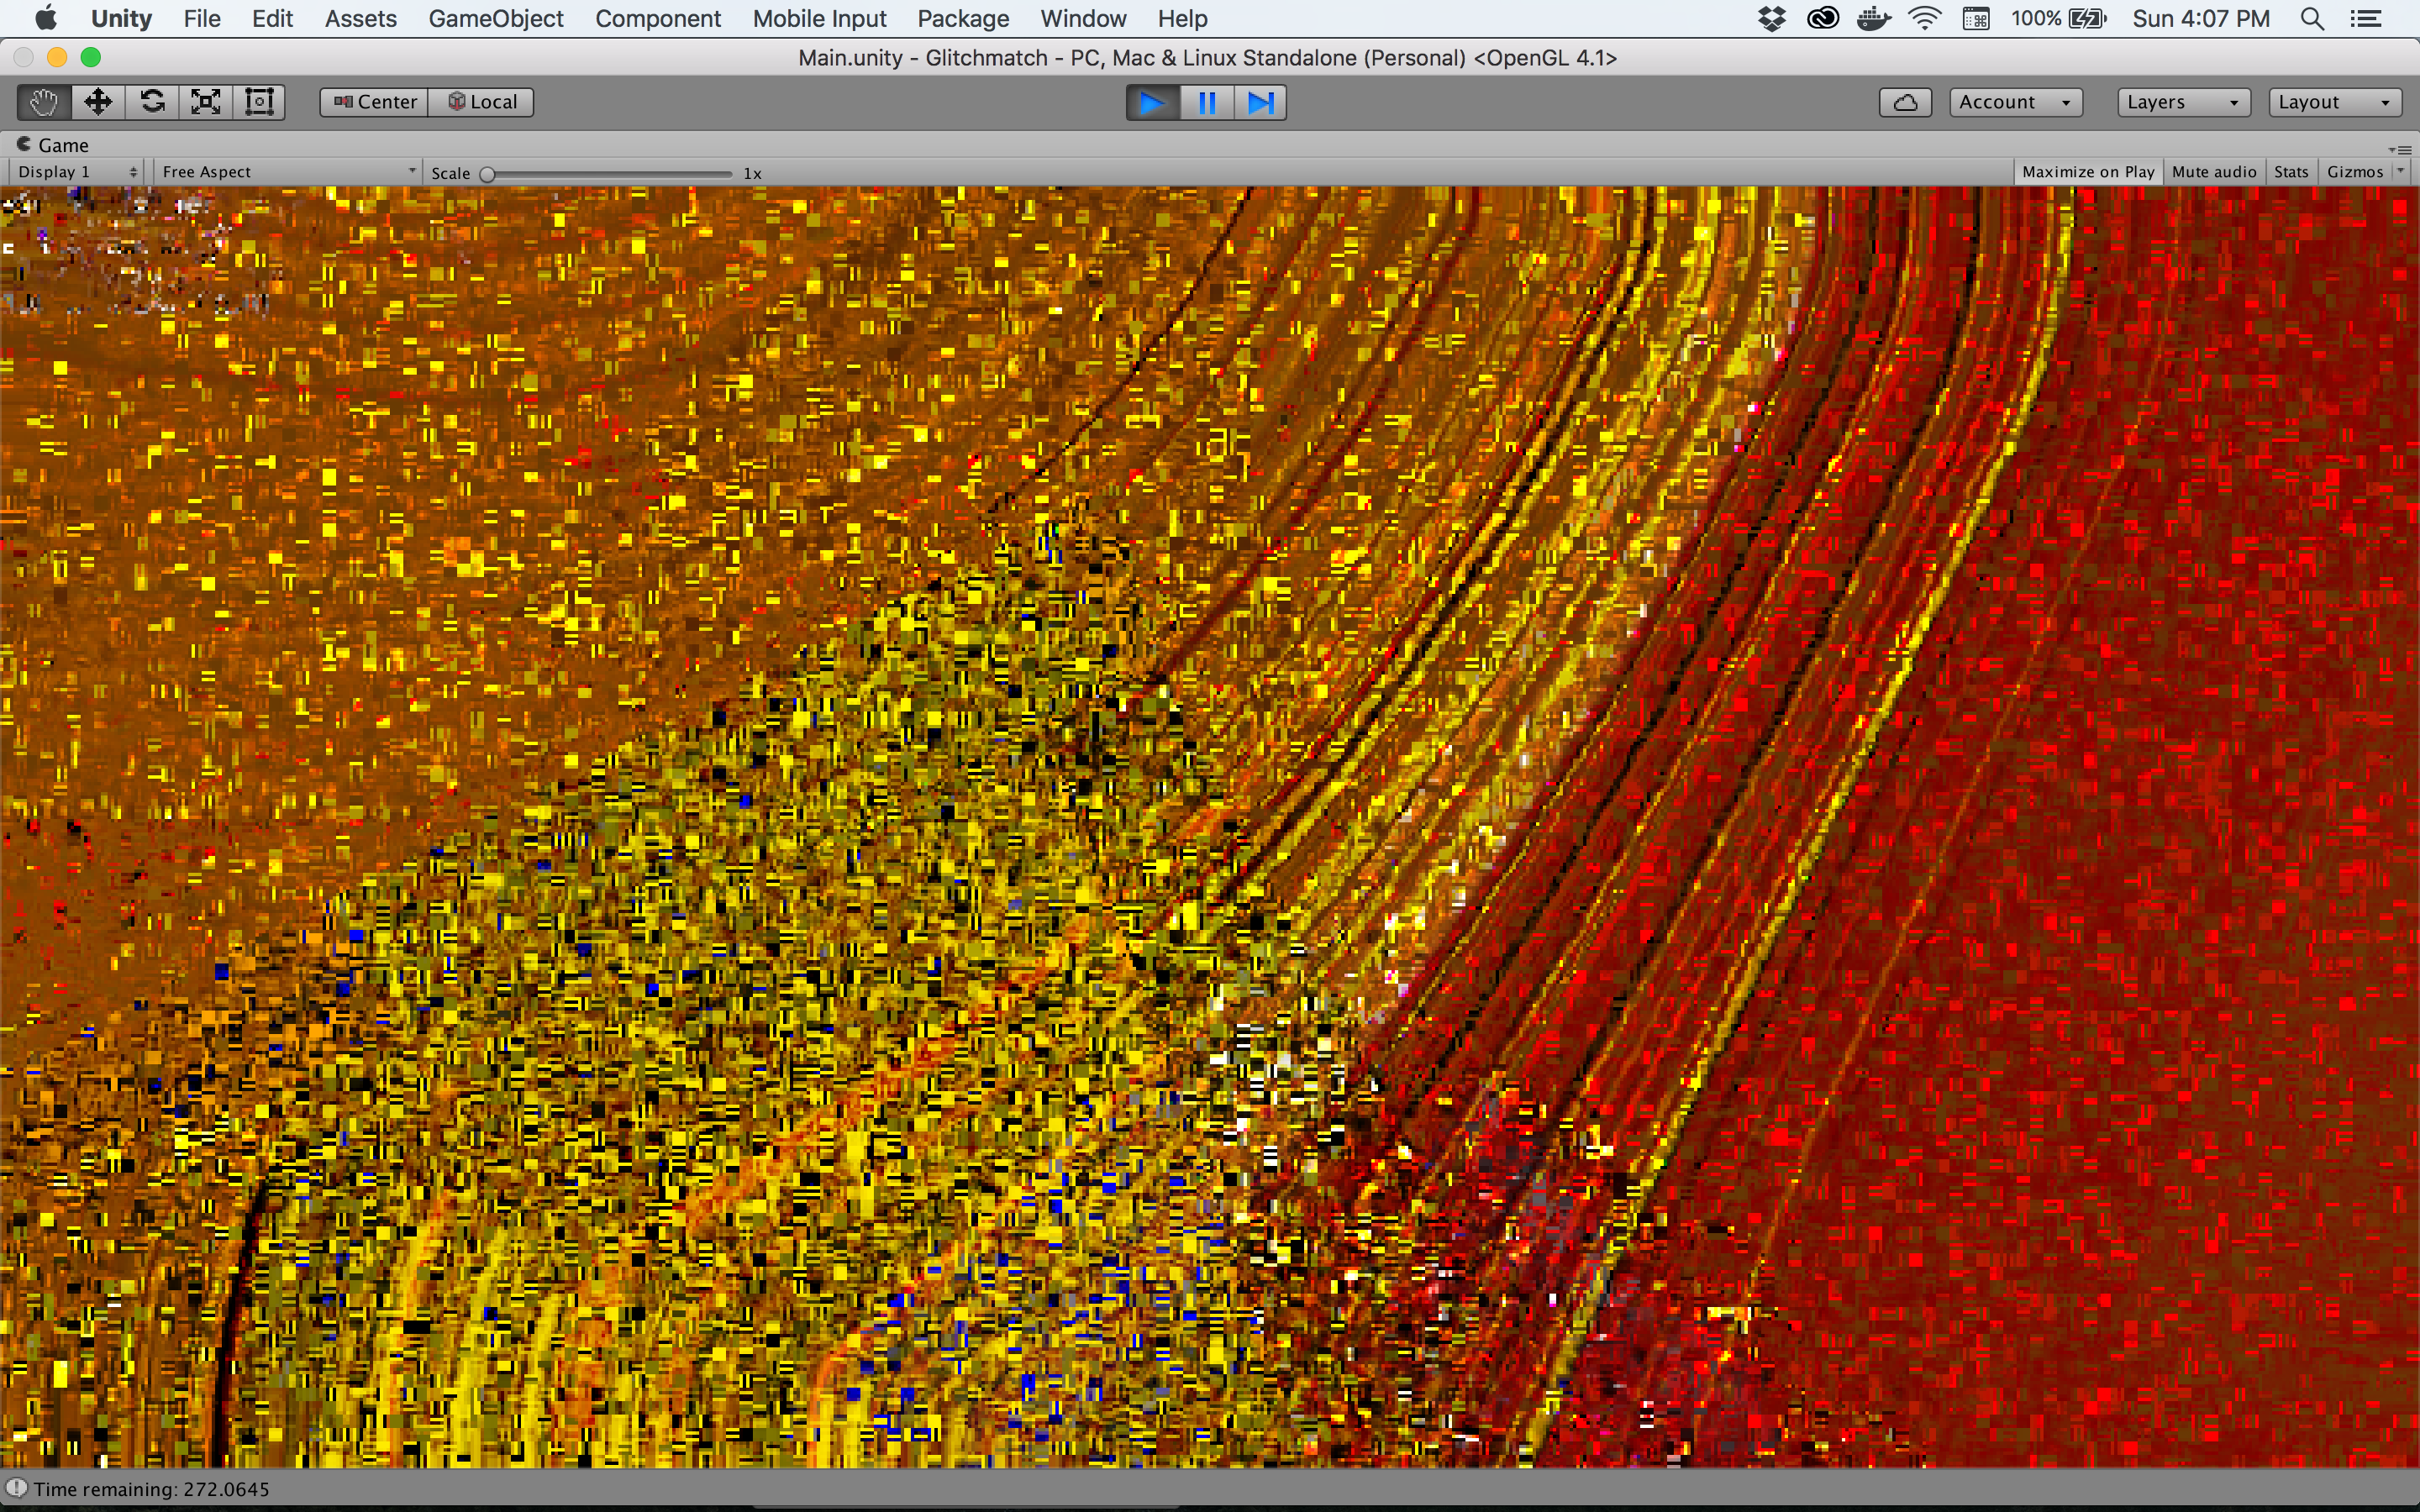 Unity File Edit Assets GameObject Component Mobile Input Package Window Help 100% Sun 4:07 PM
Main.unity - Glitchmatch - PC, Mac & Linux Standalone (Personal) <OpenGL 4.1>
Center Local Account Layers Layout
Game
Display 1 Free Aspect Scale 1x Maximize on Play Mute audio Stats Gizmos
Time remaining: 272.0645